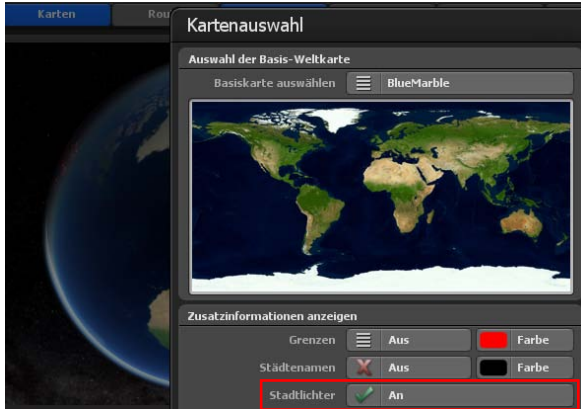 Karten
Kartenauswahl
Auswahl der Basis-Weltkarte
Basiskarte auswählen BlueMarble
Zusatzinformationen anzeigen
Grenzen Aus Farbe
Städtenamen Aus Farbe
Stadtlichter An